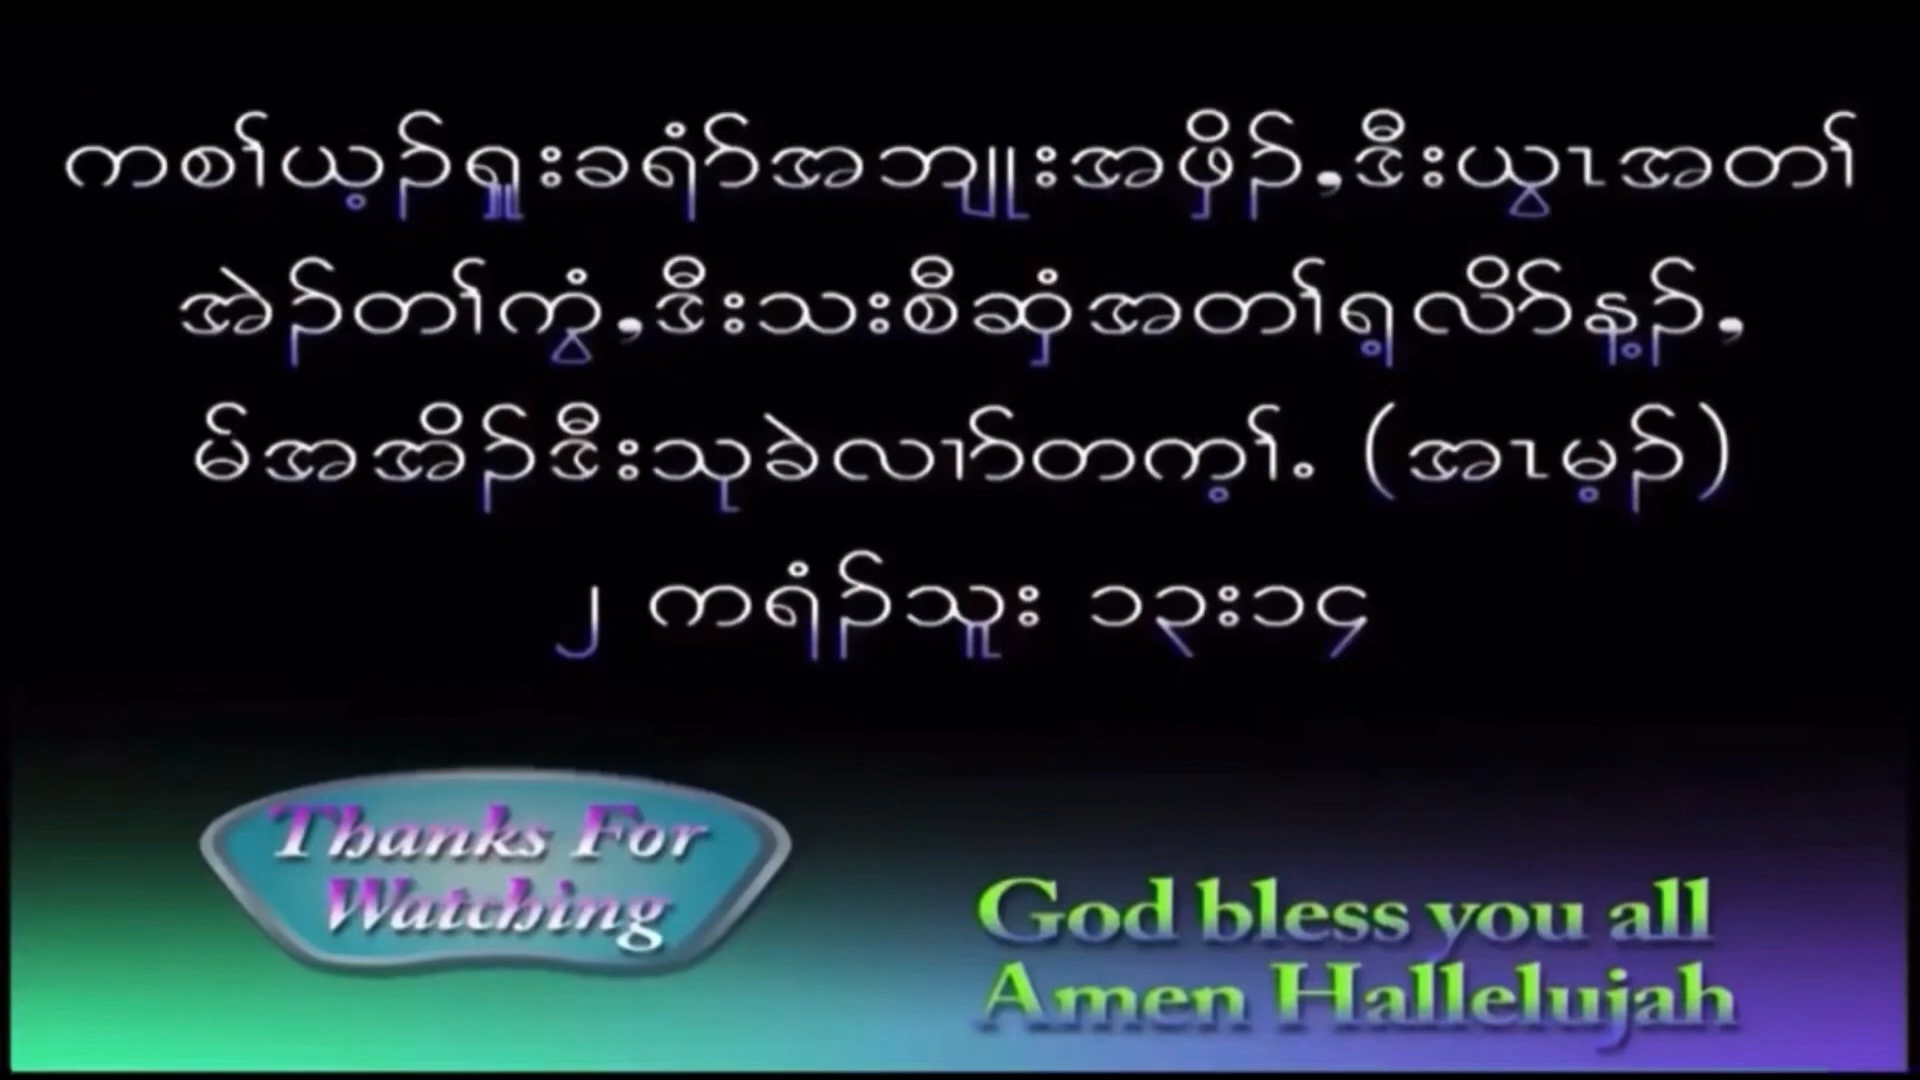 ကစၢ်ယ့ၣ်ရှူးခရံာ်အဘျုးအဖှိၣ်,ဒီးယွၤအတၢ်
အဲၣ်တၢ်ကွံ,ဒီးသးစီဆှံအတၢ်ရ့လိာ်န့ၣ်,
မ်အအိၣ်ဒီးသုခဲလၢာ်တက့ၢ်. (အၤမ့ၣ်)
၂ ကရံၣ်သူး ၁၃း၁၄
Thanks For
Watching
God bless you all
Amen Hallelujah